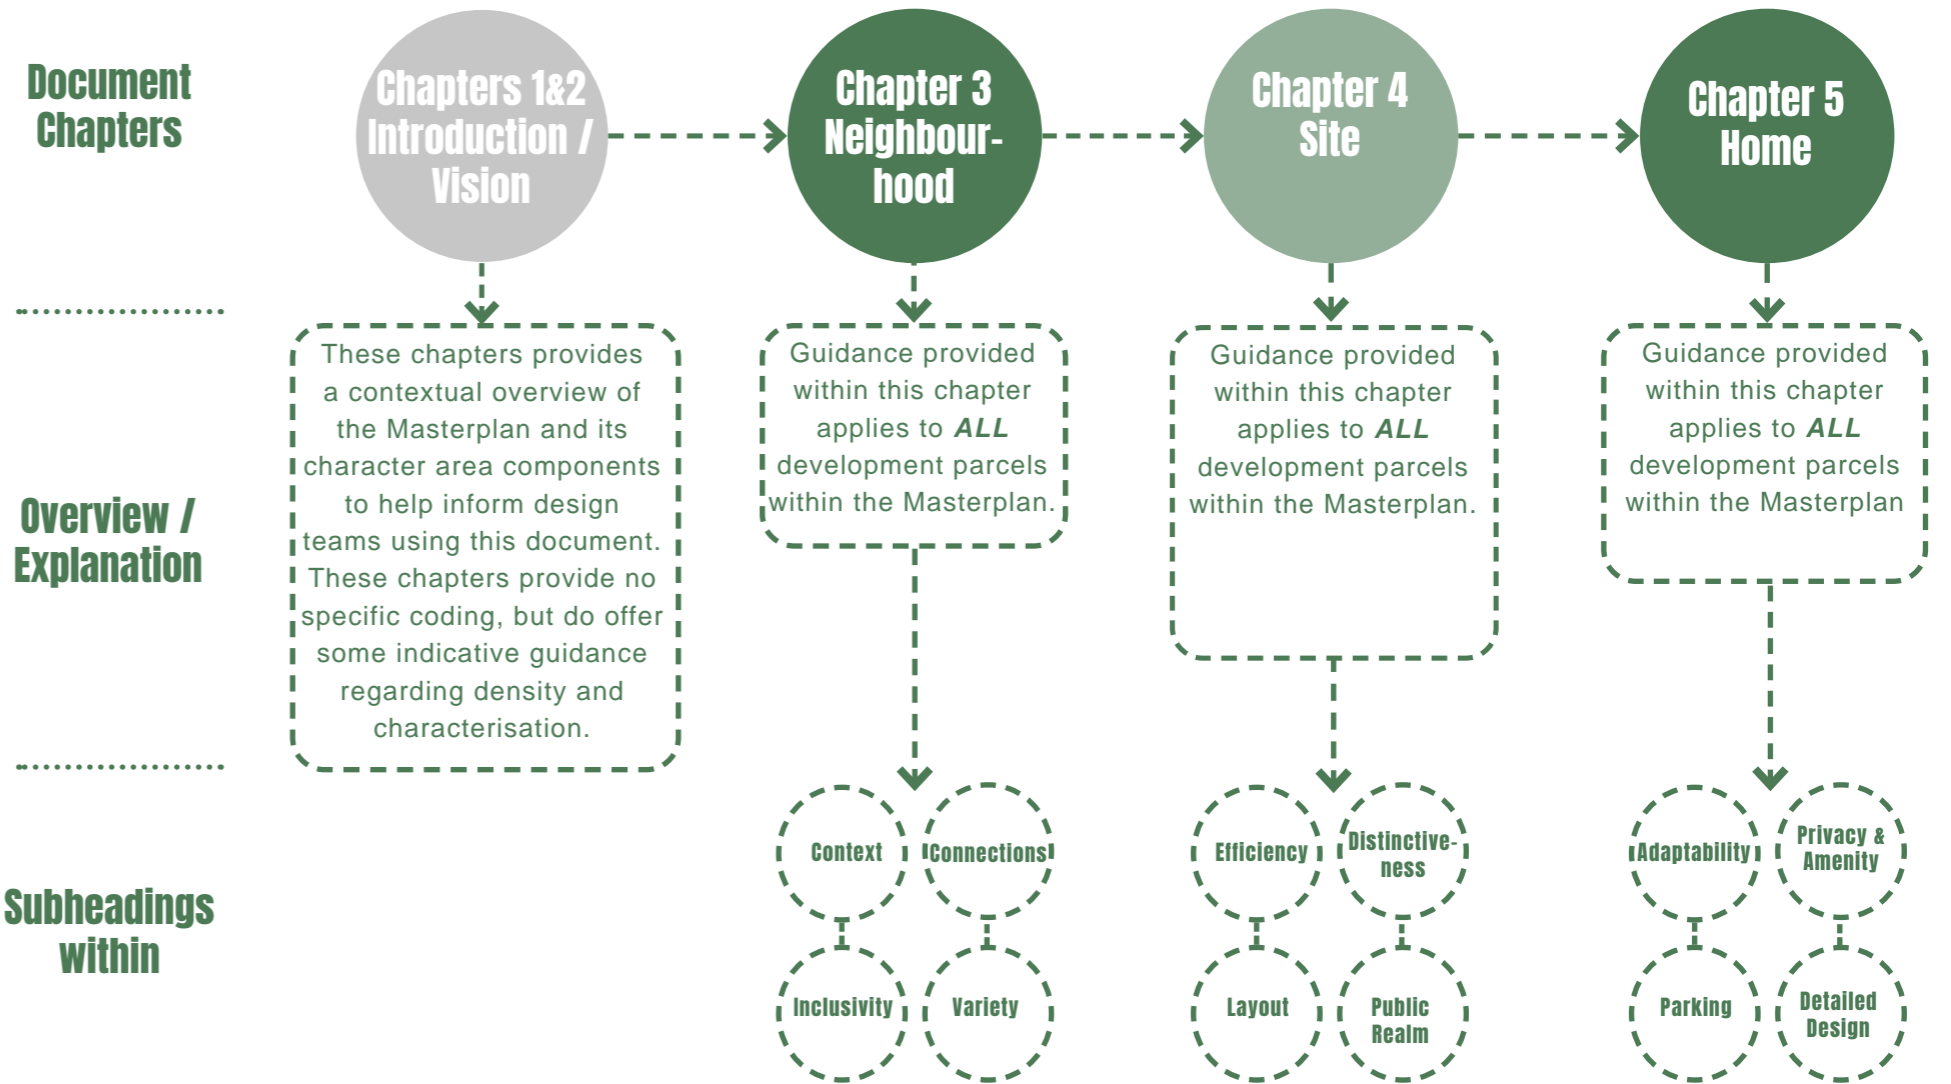 Document
Chapters
Chapters 1&2
Introduction /
Vision
Chapter 3
Neighbour-
hood
Chapter 4
Site
Chapter 5
Home
Overview /
Explanation
These chapters provides
a contextual overview of
the Masterplan and its
character area components
to help inform design
teams using this document.
These chapters provide no
specific coding, but do offer
some indicative guidance
regarding density and
characterisation.
Guidance provided
within this chapter
applies to ALL
development parcels
within the Masterplan.
Guidance provided
within this chapter
applies to ALL
development parcels
within the Masterplan.
Guidance provided
within this chapter
applies to ALL
development parcels
within the Masterplan
Subheadings
within
Context
Connections
Inclusivity
Variety
Efficiency
Distinctive-
ness
Layout
Public
Realm
Adaptability
Privacy &
Amenity
Parking
Detailed
Design